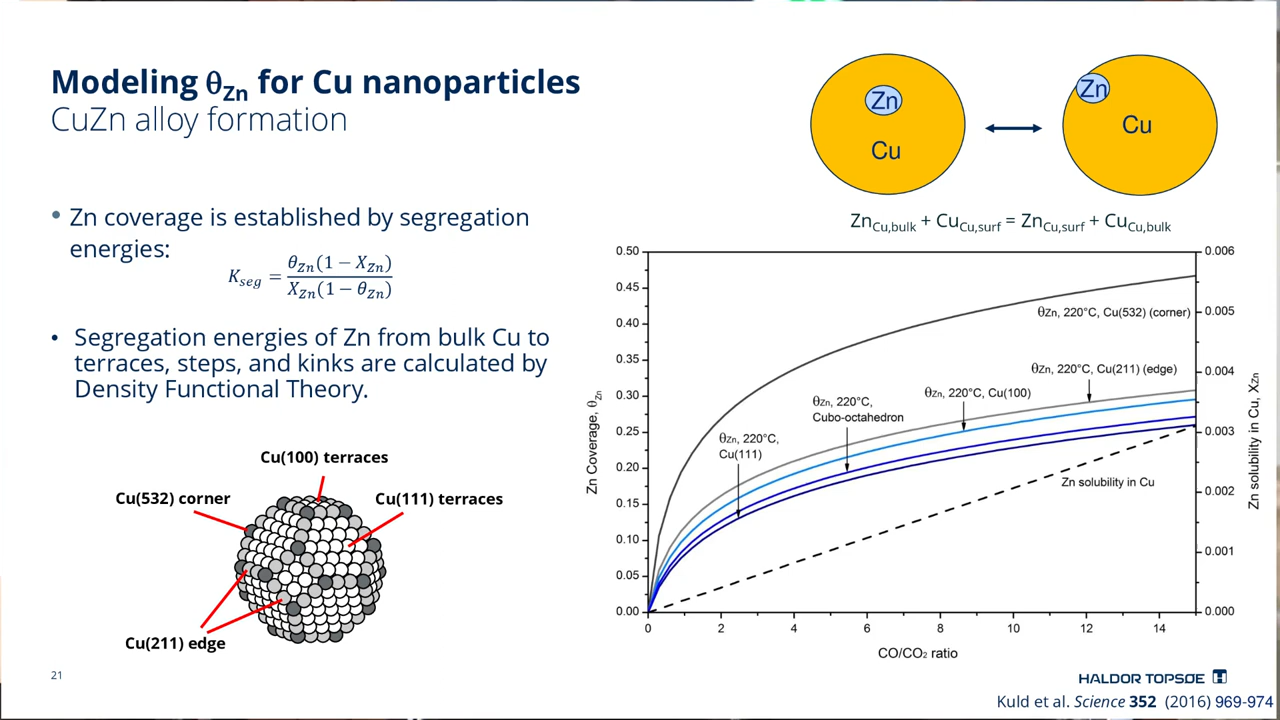 Modeling θZn for Cu nanoparticles
CuZn alloy formation
• Zn coverage is established by segregation
energies:
Kseg = θZn(1 − XZn) / XZn(1 − θZn)
• Segregation energies of Zn from bulk Cu to
terraces, steps, and kinks are calculated by
Density Functional Theory.
Cu(100) terraces
Cu(532) corner
Cu(111) terraces
Cu(211) edge
Zn
Cu
Zn
Cu
ZnCu,bulk + CuCu,surf = ZnCu,surf + CuCu,bulk
0.50
0.45
0.40
0.35
0.30
0.25
0.20
0.15
0.10
0.05
0.00
Zn Coverage, θZn
θZn, 220°C, Cu(532) (corner)
θZn, 220°C, Cu(211) (edge)
θZn, 220°C, Cu(100)
θZn, 220°C,
Cubo-octahedron
θZn, 220°C,
Cu(111)
Zn solubility in Cu
0.006
0.005
0.004
0.003
0.002
0.001
0.000
Zn solubility in Cu, XZn
0 2 4 6 8 10 12 14
CO/CO2 ratio
21
HALDOR TOPSØE H
Kuld et al. Science 352 (2016) 969-974